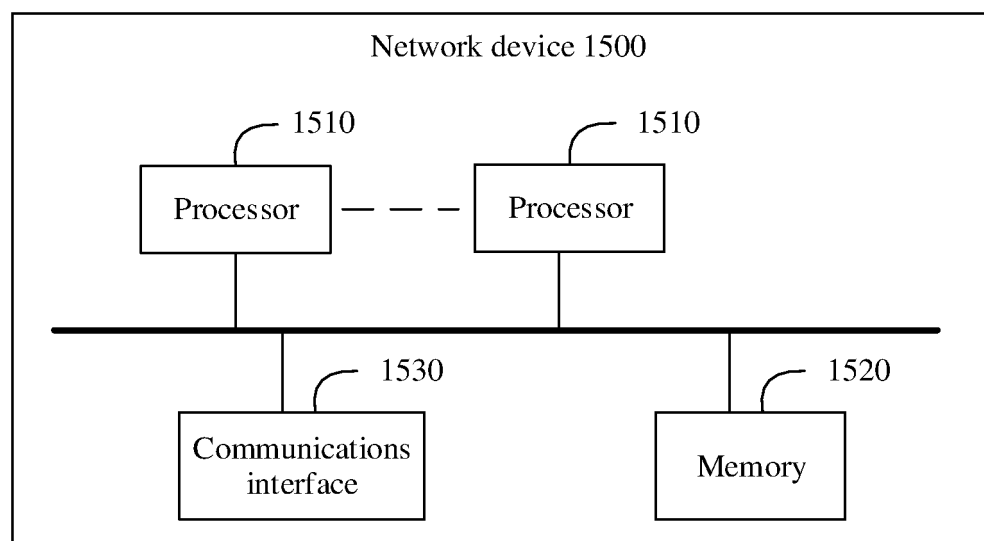 Network device 1500
1510
1510
Processor
Processor
1530
1520
Communications
interface
Memory